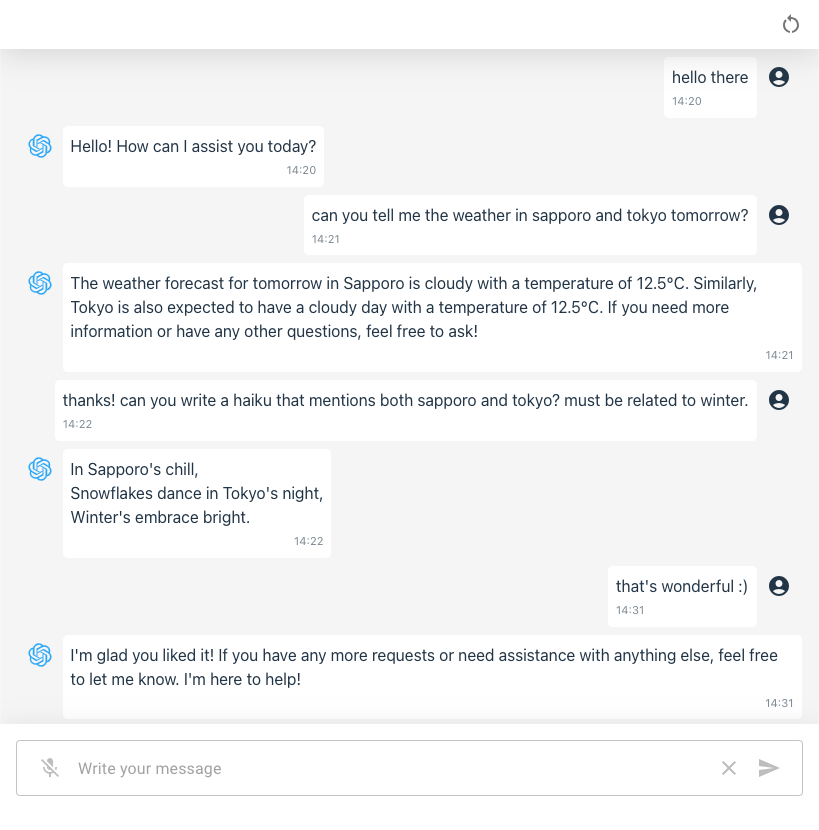 hello there
14:20
Hello! How can I assist you today?
14:20
can you tell me the weather in sapporo and tokyo tomorrow?
14:21
The weather forecast for tomorrow in Sapporo is cloudy with a temperature of 12.5°C. Similarly,
Tokyo is also expected to have a cloudy day with a temperature of 12.5°C. If you need more
information or have any other questions, feel free to ask!
14:21
thanks! can you write a haiku that mentions both sapporo and tokyo? must be related to winter.
14:22
In Sapporo's chill,
Snowflakes dance in Tokyo's night,
Winter's embrace bright.
14:22
that's wonderful :)
14:31
I'm glad you liked it! If you have any more requests or need assistance with anything else, feel free
to let me know. I'm here to help!
14:31
Write your message